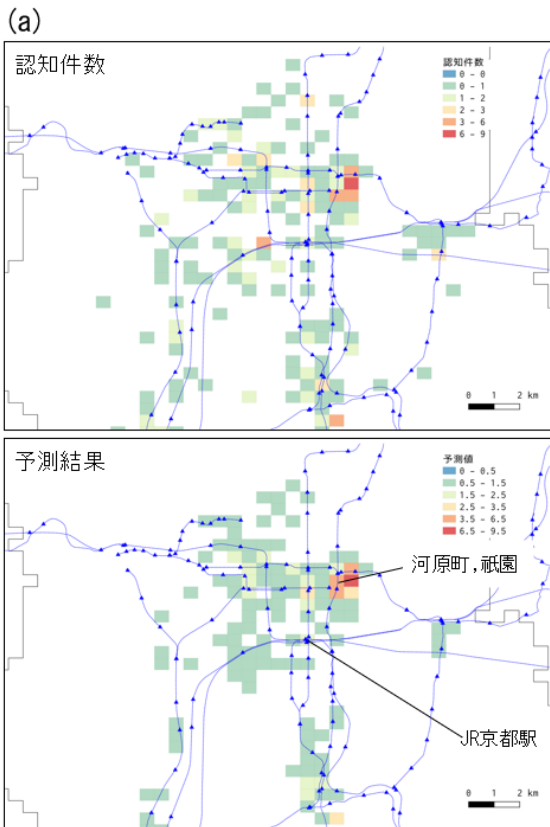 (a)
認知件数
認知件数
0 - 0
0 - 1
1 - 2
2 - 3
3 - 6
6 - 9
0 1 2 km
予測結果
予測値
0 - 0.5
0.5 - 1.5
1.5 - 2.5
2.5 - 3.5
3.5 - 6.5
6.5 - 9.5
河原町,祇園
JR京都駅
0 1 2 km